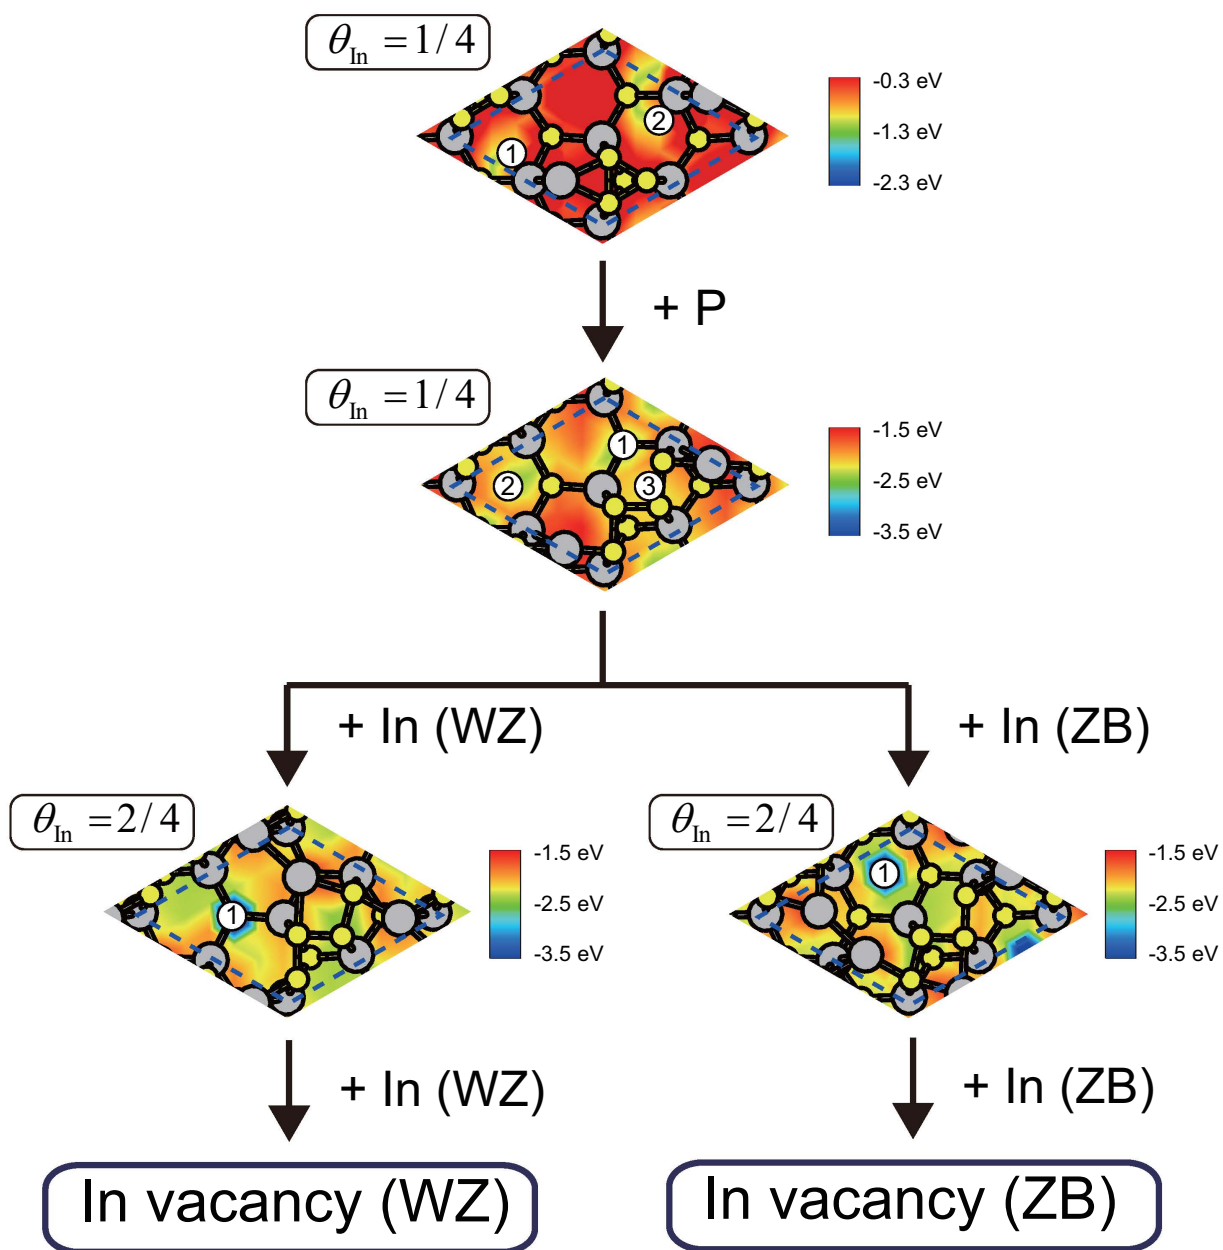 θIn = 1/4
-0.3 eV
-1.3 eV
-2.3 eV
2
1
+ P
θIn = 1/4
-1.5 eV
-2.5 eV
-3.5 eV
1
2
3
+ In (WZ)
+ In (ZB)
θIn = 2/4
-1.5 eV
-2.5 eV
-3.5 eV
1
θIn = 2/4
-1.5 eV
-2.5 eV
-3.5 eV
1
+ In (WZ)
+ In (ZB)
In vacancy (WZ)
In vacancy (ZB)